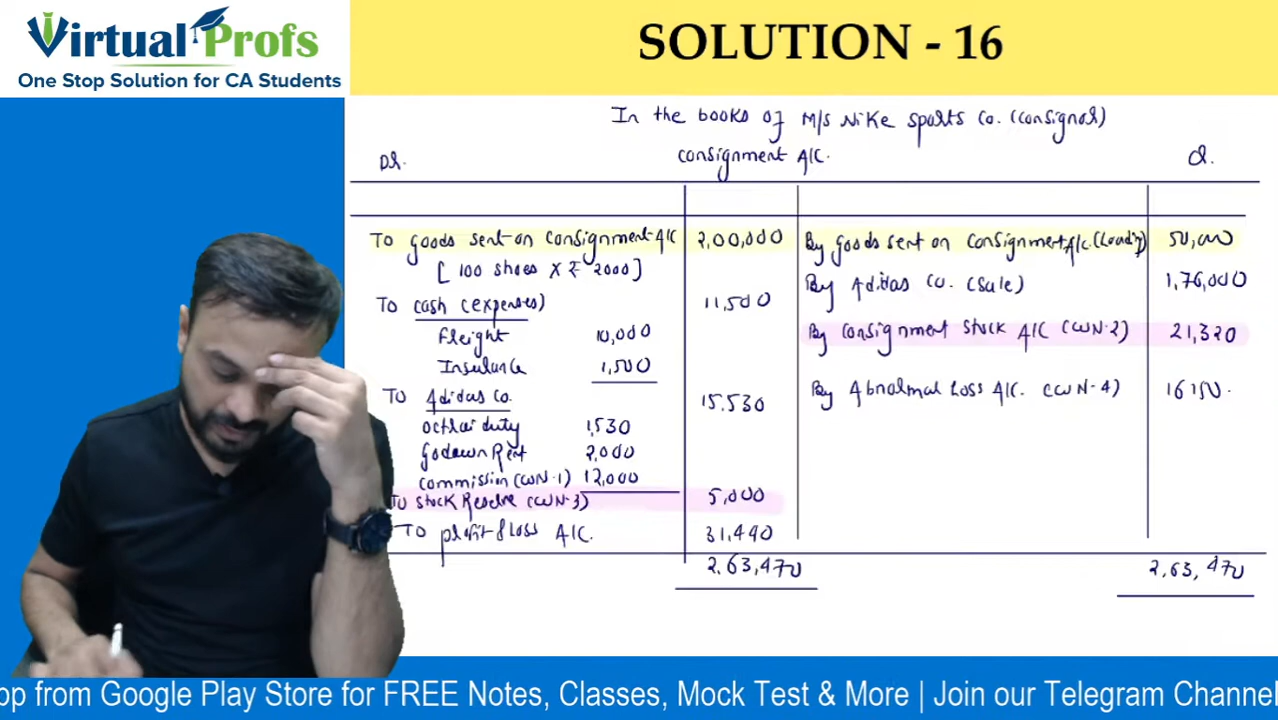 Virtual Profs
One Stop Solution for CA Students
SOLUTION - 16
In the books of M/s Nike Sports Co. (Consignor)
Dr. Consignment A/C. Cr.
To goods sent on Consignment A/C 2,00,000 By goods sent on Consignment A/c. (Loading) 50,000
[ 100 shoes X ₹ 2000] By Adidas Co. (Sale) 1,76,000
To cash (expenses) 11,500
Freight 10,000 By Consignment Stock A/C (WN-2) 21,320
Insurance 1,500
To Adidas Co. 15,530 By Abnormal Loss A/C. (WN-4) 16150.
octroi duty 1,530
Godown Rent 2,000
Commission (WN-1) 12,000
To Stock Reserve (WN-3) 5,000
To profit & Loss A/C. 31,440
2,63,470 2,63,470
pp from Google Play Store for FREE Notes, Classes, Mock Test & More | Join our Telegram Channel